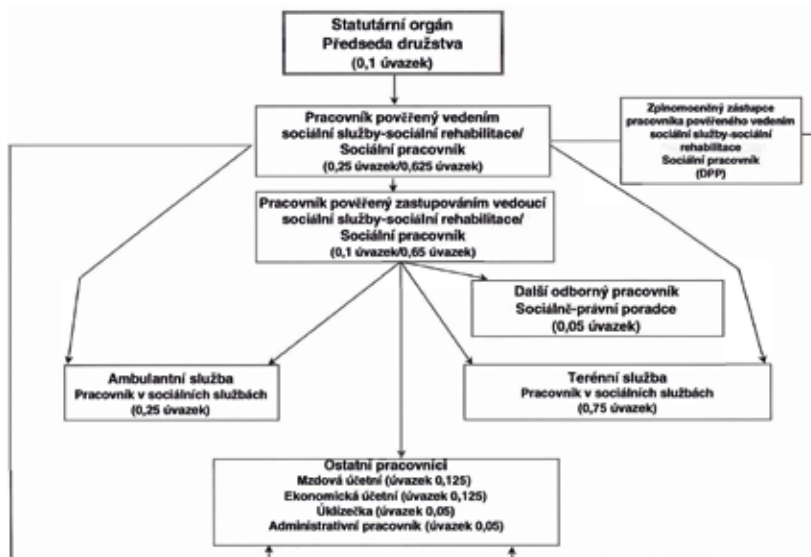 Statutární orgán
Předseda družstva
(0,1 úvazek)
Pracovník pověřený vedením
sociální služby-sociální rehabilitace/
Sociální pracovník
(0,25 úvazek/0,625 úvazek)
Zplnomocněný zástupce
pracovníka pověřeného vedením
sociální služby-sociální
rehabilitace
Sociální pracovník
(DPP)
Pracovník pověřený zastupováním vedoucí
sociální služby-sociální rehabilitace/
Sociální pracovník
(0,1 úvazek/0,65 úvazek)
Další odborný pracovník
Sociálně-právní poradce
(0,05 úvazek)
Ambulantní služba
Pracovník v sociálních službách
(0,25 úvazek)
Terénní služba
Pracovník v sociálních službách
(0,75 úvazek)
Ostatní pracovníci
Mzdová účetní (úvazek 0,125)
Ekonomická účetní (úvazek 0,125)
Úklízečka (úvazek 0,05)
Administrativní pracovník (úvazek 0,05)